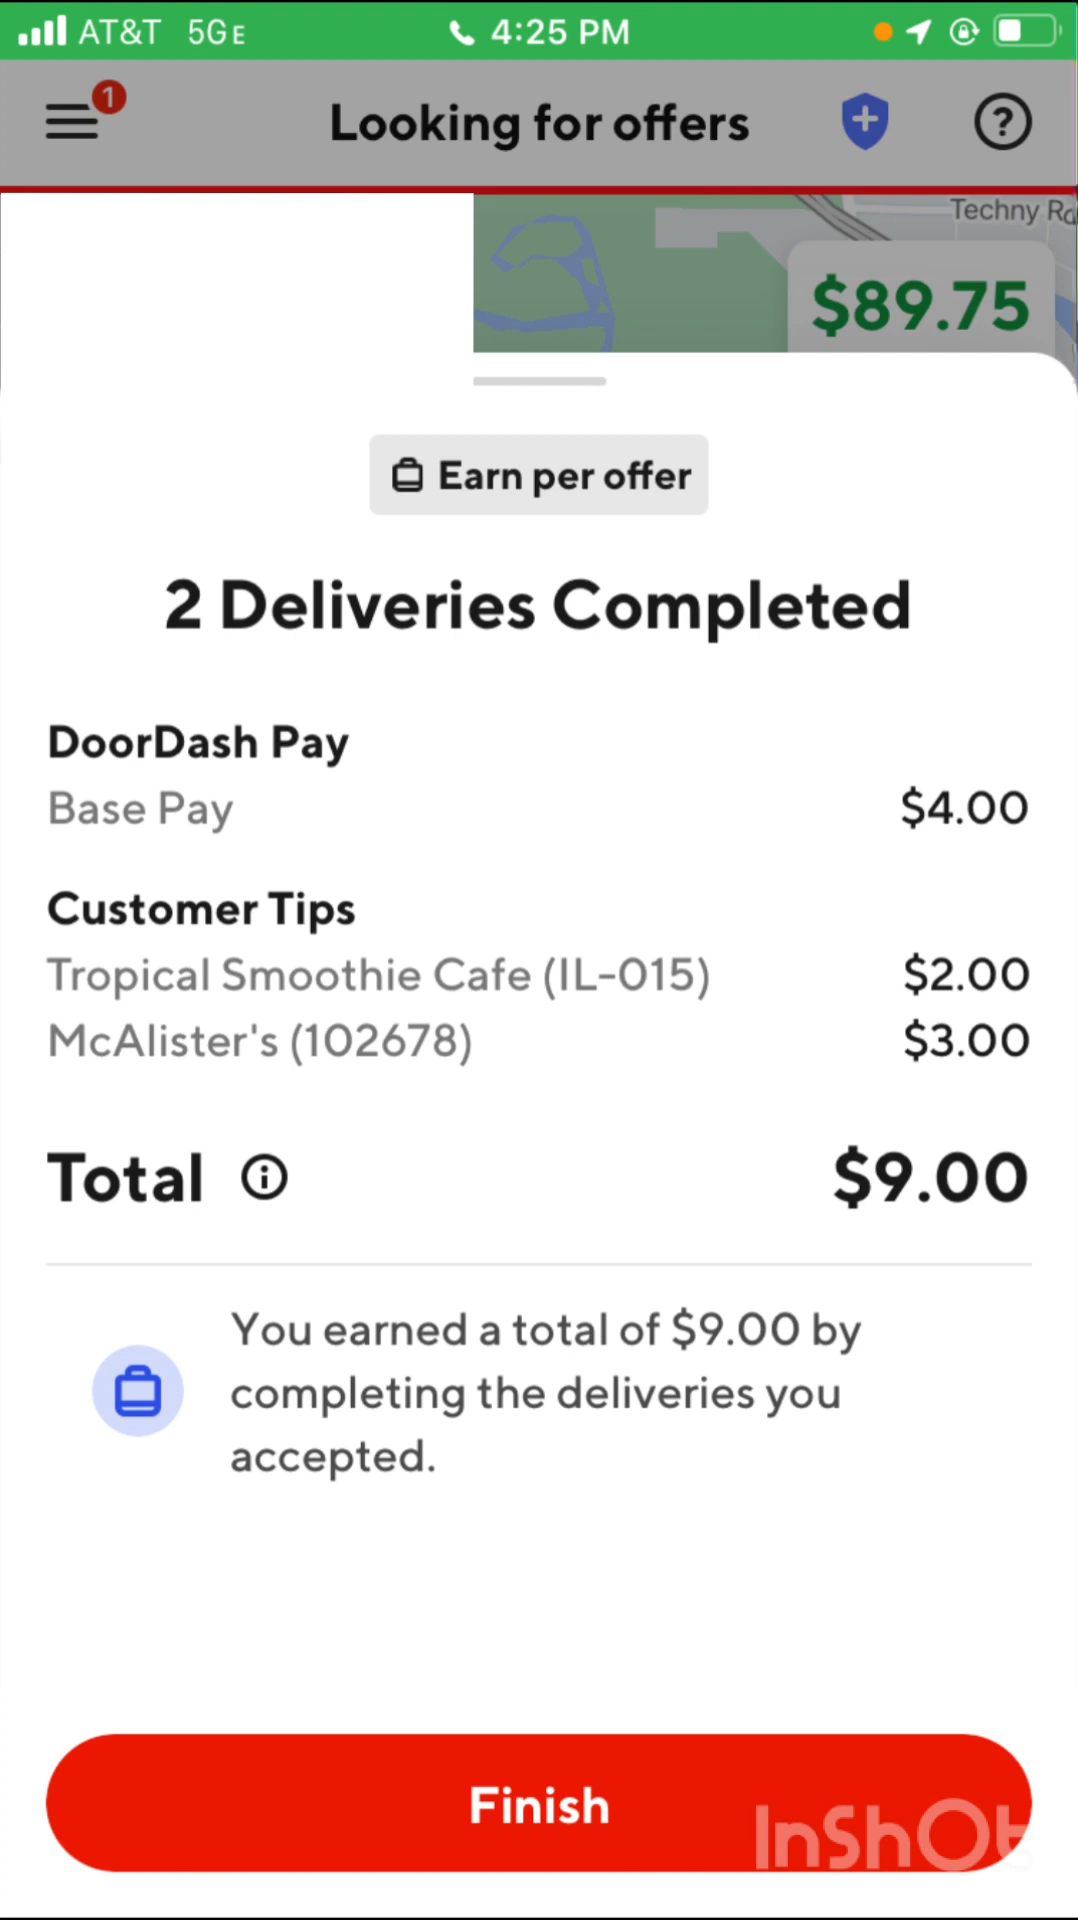 AT&T 5GE 4:25 PM
1
Looking for offers
?
Techny Rd
$89.75
Earn per offer
2 Deliveries Completed
DoorDash Pay
Base Pay $4.00
Customer Tips
Tropical Smoothie Cafe (IL-015) $2.00
McAlister's (102678) $3.00
Total $9.00
You earned a total of $9.00 by
completing the deliveries you
accepted.
Finish
InShOt